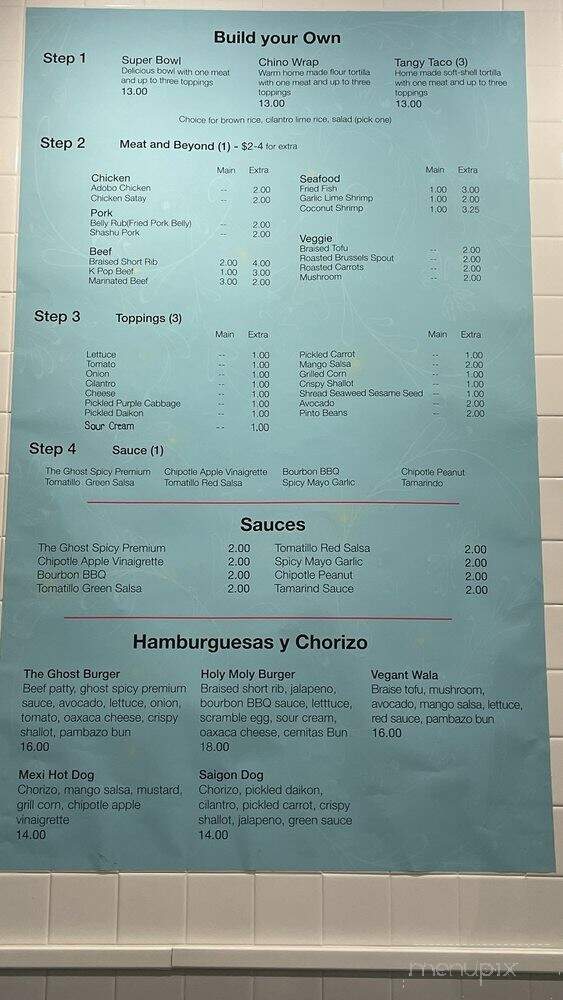 Build your Own
Step 1
Super Bowl
Delicious bowl with one meat
and up to three toppings
13.00
Chino Wrap
Warm home made flour tortilla
with one meat and up to three
toppings
13.00
Tangy Taco (3)
Home made soft-shell tortilla
with one meat and up to three
toppings
13.00
Choice for brown rice, cilantro lime rice, salad (pick one)
Step 2 Meat and Beyond (1) - $2-4 for extra
Main Extra
Chicken
Adobo Chicken -- 2.00
Chicken Satay -- 2.00
Pork
Belly Rub(Fried Pork Belly) -- 2.00
Shashu Pork -- 2.00
Beef
Braised Short Rib 2.00 4.00
K Pop Beef 1.00 3.00
Marinated Beef 3.00 2.00
Main Extra
Seafood
Fried Fish 1.00 3.00
Garlic Lime Shrimp 1.00 2.00
Coconut Shrimp 1.00 3.25
Veggie
Braised Tofu -- 2.00
Roasted Brussels Spout -- 2.00
Roasted Carrots -- 2.00
Mushroom -- 2.00
Step 3 Toppings (3)
Main Extra
Lettuce -- 1.00
Tomato -- 1.00
Onion -- 1.00
Cilantro -- 1.00
Cheese -- 1.00
Pickled Purple Cabbage -- 1.00
Pickled Daikon -- 1.00
Sour Cream -- 1.00
Main Extra
Pickled Carrot -- 1.00
Mango Salsa -- 2.00
Grilled Corn -- 1.00
Crispy Shallot -- 1.00
Shread Seaweed Sesame Seed -- 1.00
Avocado -- 2.00
Pinto Beans -- 2.00
Step 4 Sauce (1)
The Ghost Spicy Premium Chipotle Apple Vinaigrette Bourbon BBQ Chipotle Peanut
Tomatillo Green Salsa Tomatillo Red Salsa Spicy Mayo Garlic Tamarindo
Sauces
The Ghost Spicy Premium 2.00 Tomatillo Red Salsa 2.00
Chipotle Apple Vinaigrette 2.00 Spicy Mayo Garlic 2.00
Bourbon BBQ 2.00 Chipotle Peanut 2.00
Tomatillo Green Salsa 2.00 Tamarind Sauce 2.00
Hamburguesas y Chorizo
The Ghost Burger
Beef patty, ghost spicy premium
sauce, avocado, lettuce, onion,
tomato, oaxaca cheese, crispy
shallot, pambazo bun
16.00
Holy Moly Burger
Braised short rib, jalapeno,
bourbon BBQ sauce, letttuce,
scramble egg, sour cream,
oaxaca cheese, cemitas Bun
18.00
Vegant Wala
Braise tofu, mushroom,
avocado, mango salsa, lettuce,
red sauce, pambazo bun
16.00
Mexi Hot Dog
Chorizo, mango salsa, mustard,
grill corn, chipotle apple
vinaigrette
14.00
Saigon Dog
Chorizo, pickled daikon,
cilantro, pickled carrot, crispy
shallot, jalapeno, green sauce
14.00
menupix